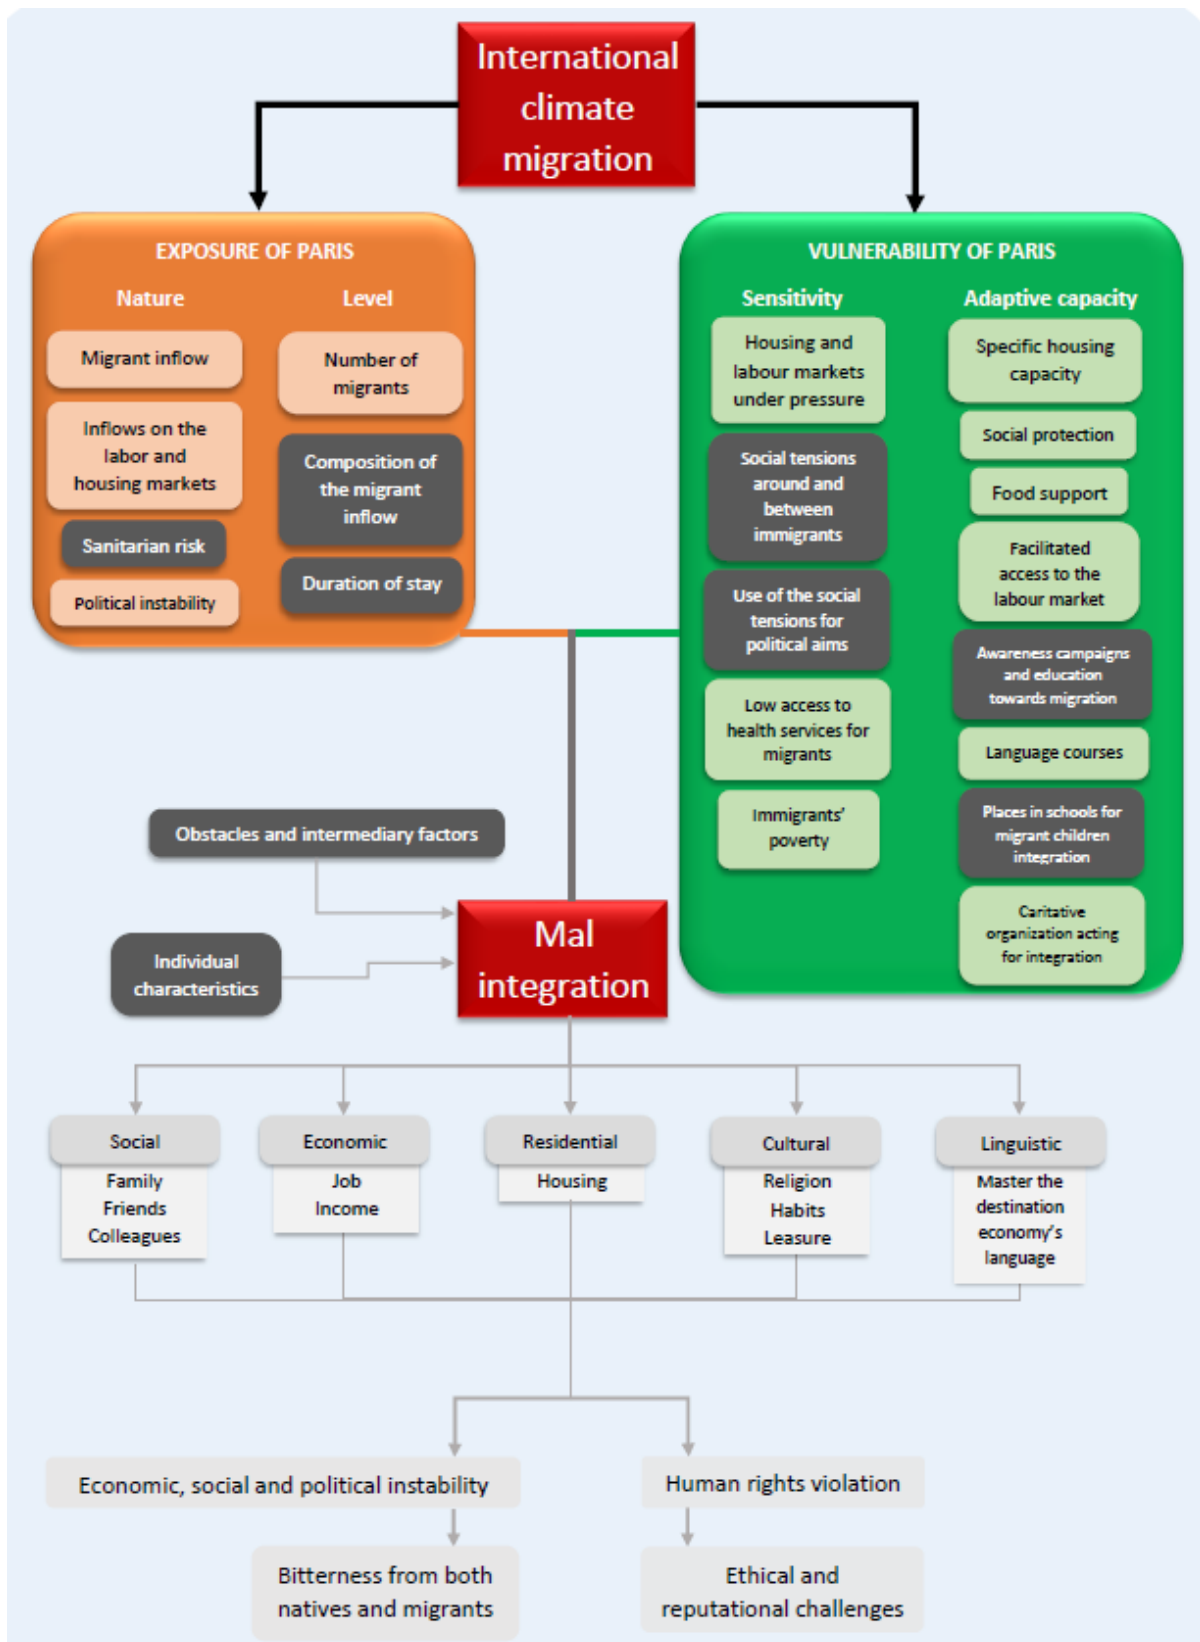 International
climate
migration
EXPOSURE OF PARIS
Nature
Level
Migrant inflow
Inflows on the
labor and
housing markets
Sanitarian risk
Political instability
Number of
migrants
Composition of
the migrant
inflow
Duration of stay
VULNERABILITY OF PARIS
Sensitivity
Adaptive capacity
Housing and
labour markets
under pressure
Social tensions
around and
between
immigrants
Use of the social
tensions for
political aims
Low access to
health services for
migrants
Immigrants'
poverty
Specific housing
capacity
Social protection
Food support
Facilitated
access to the
labour market
Awareness campaigns
and education
towards migration
Language courses
Places in schools for
migrant children
integration
Caritative
organization acting
for integration
Obstacles and intermediary factors
Individual
characteristics
Mal
integration
Social
Family
Friends
Colleagues
Economic
Job
Income
Residential
Housing
Cultural
Religion
Habits
Leasure
Linguistic
Master the
destination
economy's
language
Economic, social and political instability
Human rights violation
Bitterness from both
natives and migrants
Ethical and
reputational challenges